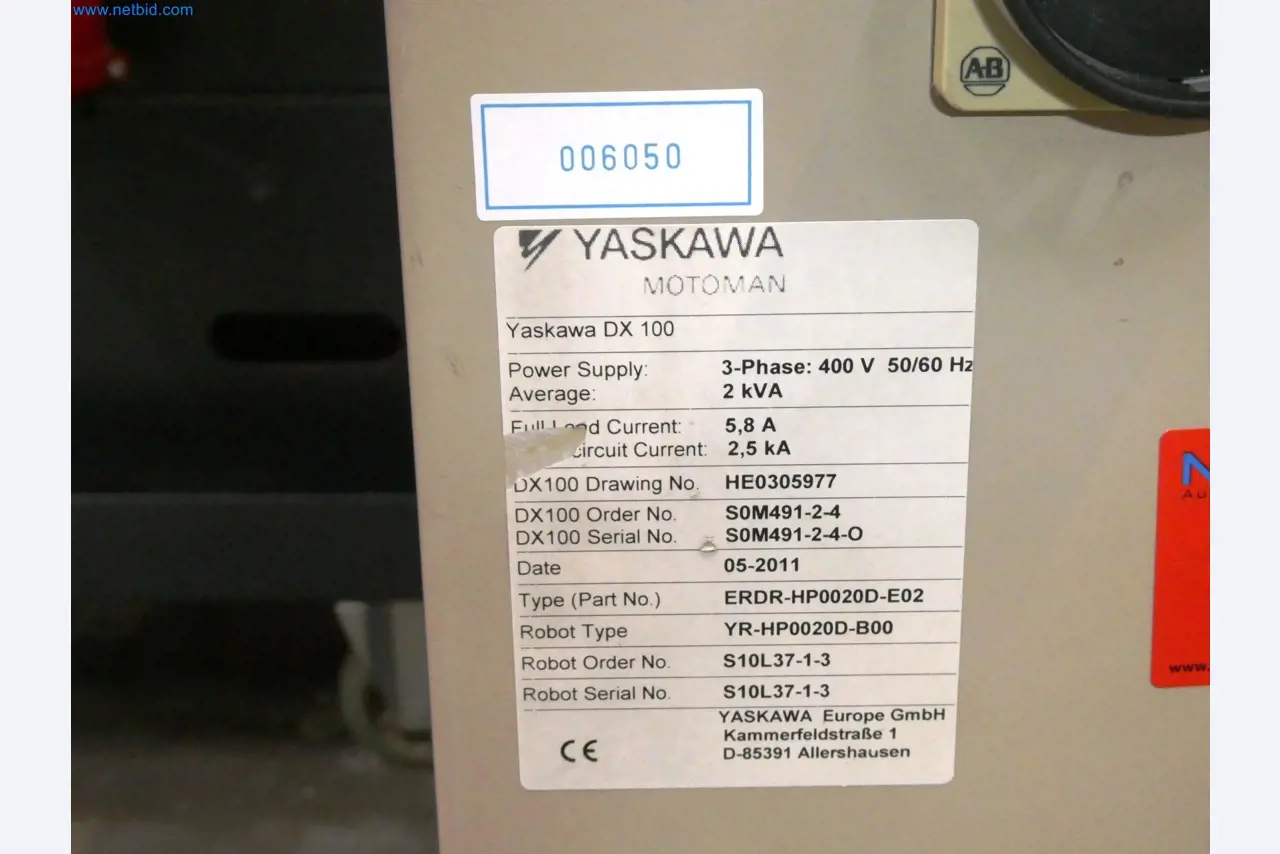 www.netbid.com
A-B
006050
YASKAWA
MOTOMAN
Yaskawa DX 100
Power Supply: 3-Phase: 400 V 50/60 Hz
Average: 2 kVA
Full Load Current: 5,8 A
circuit Current: 2,5 kA
DX100 Drawing No. HE0305977
DX100 Order No. S0M491-2-4
DX100 Serial No. S0M491-2-4-O
Date 05-2011
Type (Part No.) ERDR-HP0020D-E02
Robot Type YR-HP0020D-B00
Robot Order No. S10L37-1-3
Robot Serial No. S10L37-1-3
YASKAWA Europe GmbH
Kammerfeldstraße 1
D-85391 Allershausen
CE
www.